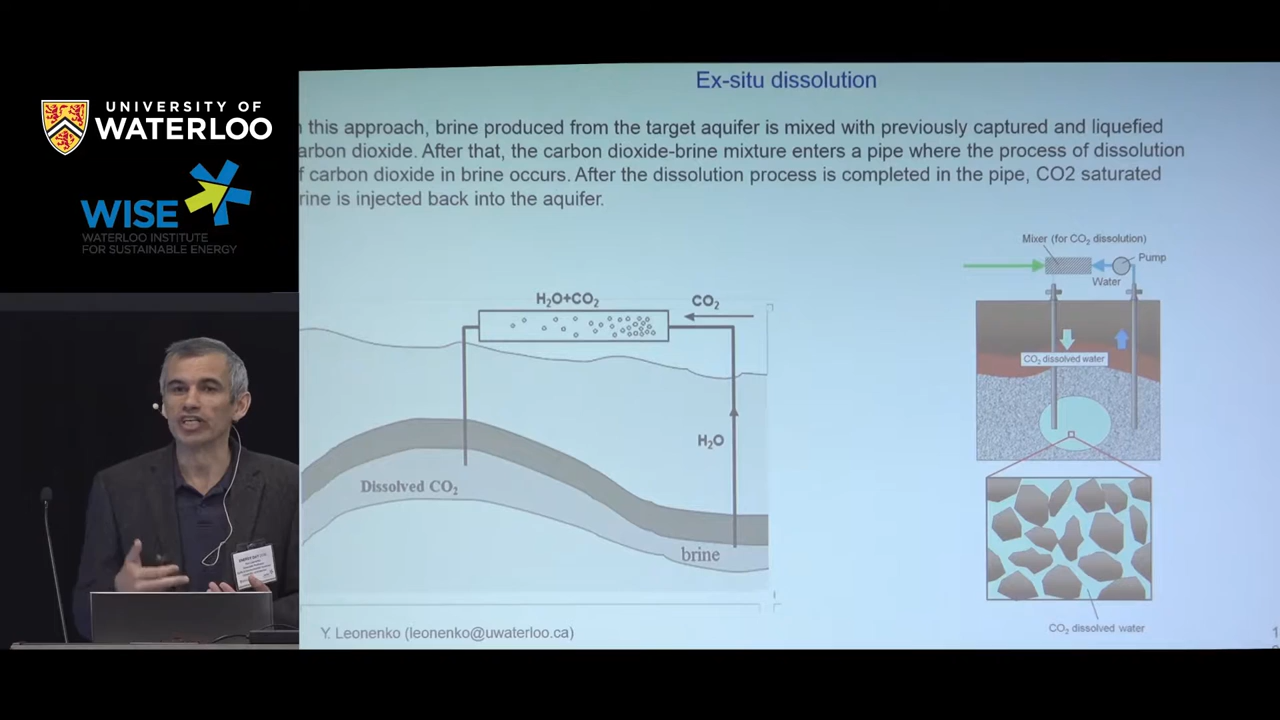 UNIVERSITY OF
WATERLOO
WISE
WATERLOO INSTITUTE
FOR SUSTAINABLE ENERGY
Ex-situ dissolution
this approach, brine produced from the target aquifer is mixed with previously captured and liquefied
arbon dioxide. After that, the carbon dioxide-brine mixture enters a pipe where the process of dissolution
f carbon dioxide in brine occurs. After the dissolution process is completed in the pipe, CO2 saturated
rine is injected back into the aquifer.
H₂O+CO₂
CO₂
H₂O
Dissolved CO₂
brine
Mixer (for CO₂ dissolution)
Pump
Water
CO₂ dissolved water
CO₂ dissolved water
Y. Leonenko (leonenko@uwaterloo.ca)